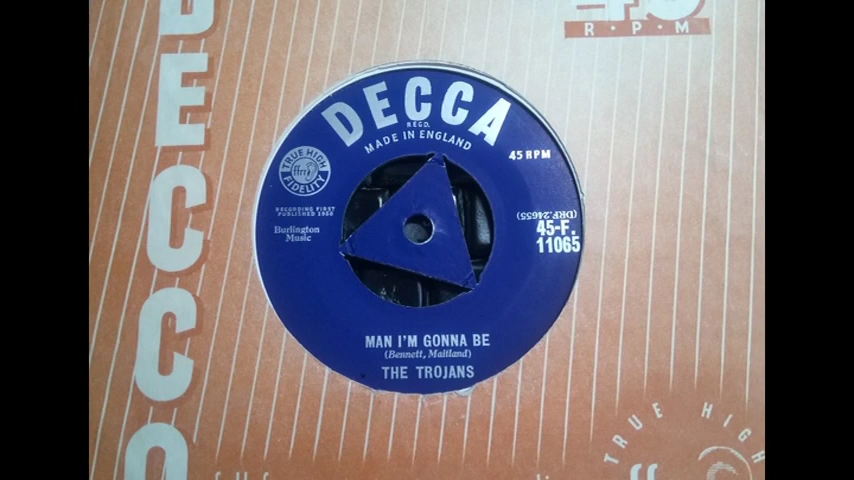 DECCO
R·P·M
DECCA
REGD.
MADE IN ENGLAND
45 RPM
TRUE HIGH
ffrr
FIDELITY
RECORDING FIRST
PUBLISHED 1958
Burlington
Music
(DRF.24655)
45-F.
11065
MAN I'M GONNA BE
(Bennett, Maitland)
THE TROJANS
TRUE HIGH